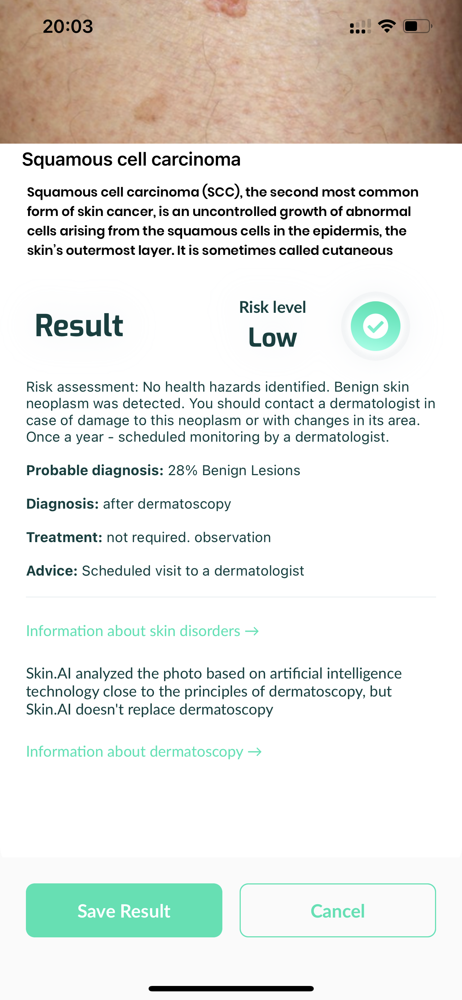 20:03
Squamous cell carcinoma
Squamous cell carcinoma (SCC), the second most common
form of skin cancer, is an uncontrolled growth of abnormal
cells arising from the squamous cells in the epidermis, the
skin’s outermost layer. It is sometimes called cutaneous
Result
Risk level
Low
Risk assessment: No health hazards identified. Benign skin
neoplasm was detected. You should contact a dermatologist in
case of damage to this neoplasm or with changes in its area.
Once a year - scheduled monitoring by a dermatologist.
Probable diagnosis: 28% Benign Lesions
Diagnosis: after dermatoscopy
Treatment: not required. observation
Advice: Scheduled visit to a dermatologist
Information about skin disorders →
Skin.AI analyzed the photo based on artificial intelligence
technology close to the principles of dermatoscopy, but
Skin.AI doesn't replace dermatoscopy
Information about dermatoscopy →
Save Result
Cancel